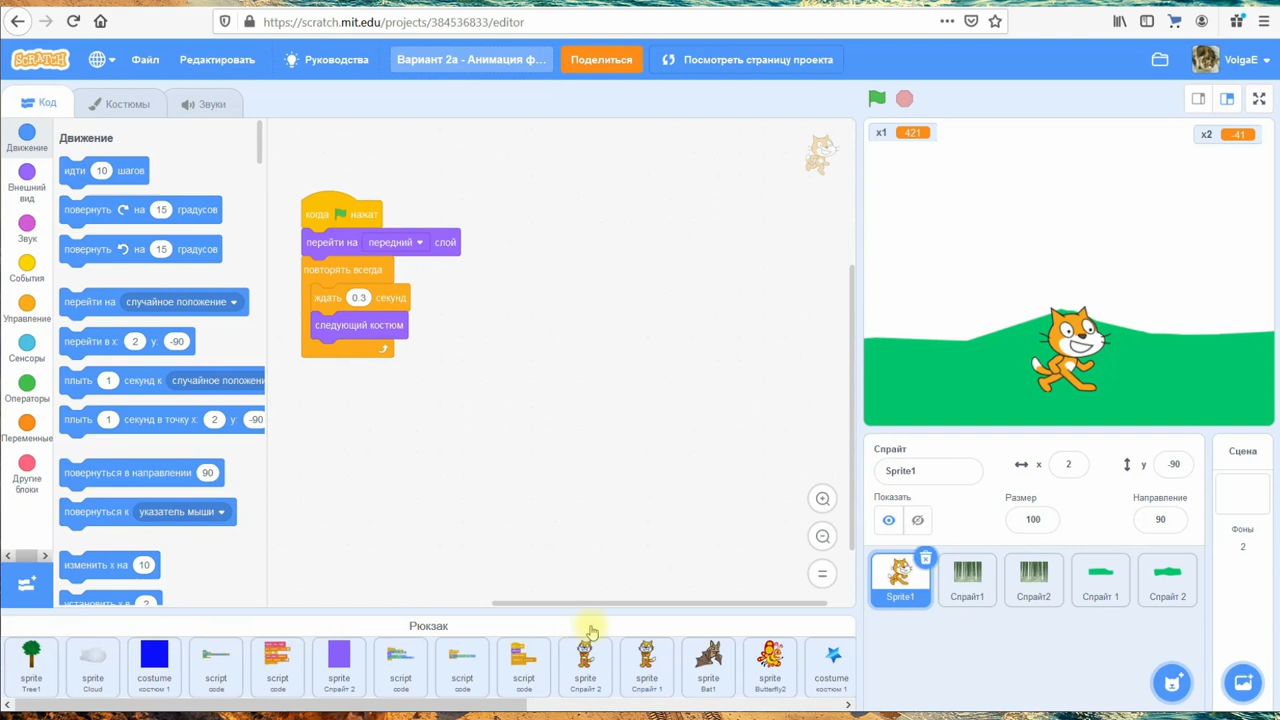 https://scratch.mit.edu/projects/384536833/editor
SCRATCH
Файл
Редактировать
Руководства
Вариант 2а - Анимация ф...
Поделиться
Посмотреть страницу проекта
VolgaE
Код
Костюмы
Звуки
Движение
Внешний вид
Звук
События
Управление
Сенсоры
Операторы
Переменные
Другие блоки
Движение
идти 10 шагов
повернуть на 15 градусов
повернуть на 15 градусов
перейти на случайное положение
перейти в x: 2 y: -90
плыть 1 секунд к случайное положени
плыть 1 секунд в точку x: 2 y: -90
повернуться в направлении 90
повернуться к указатель мыши
изменить x на 10
установить x в 2
когда нажат
перейти на передний слой
повторять всегда
ждать 0.3 секунд
следующий костюм
x1 421
x2 -41
Спрайт
Sprite1
x 2
y -90
Показать
Размер
100
Направление
90
Sprite1
Спрайт1
Спрайт2
Спрайт 1
Спрайт 2
Сцена
Фоны
2
Рюкзак
sprite Tree1
sprite Cloud
costume костюм 1
script code
script code
sprite Спрайт 2
script code
script code
script code
sprite Спрайт 2
sprite Спрайт 1
sprite Bat1
sprite Butterfly2
costume костюм 1